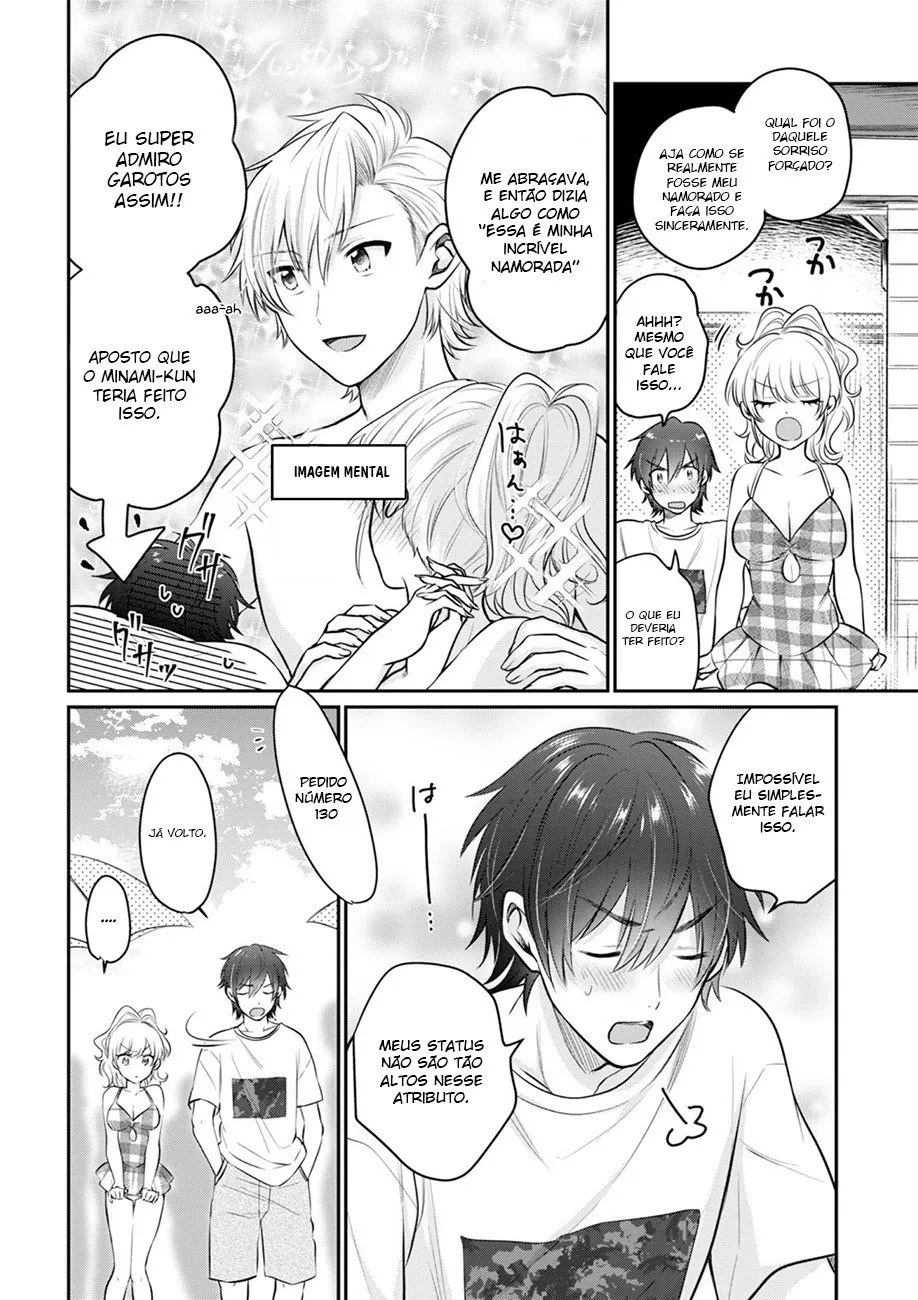 QUAL FOI O
DAQUELE
SORRISO
FORÇADO?
AJA COMO SE
REALMENTE
FOSSE MEU
NAMORADO E
FAÇA ISSO
SINCERAMENTE.
つか
つか
AHHH?
MESMO
QUE VOCÊ
FALE
ISSO...
O QUE EU
DEVERIA
TER FEITO?
ME ABRAÇAVA,
E ENTÃO DIZIA
ALGO COMO
"ESSA É MINHA
INCRÍVEL
NAMORADA"
EU SUPER
ADMIRO
GAROTOS
ASSIM!!
aaa-ah
APOSTO QUE
O MINAMI-KUN
TERIA FEITO
ISSO.
IMAGEM MENTAL
はぁん…♡
グサ
グサ
IMPOSSÍVEL
EU SIMPLES-
MENTE FALAR
ISSO.
は…
MEUS STATUS
NÃO SÃO TÃO
ALTOS NESSE
ATRIBUTO.
PEDIDO
NÚMERO
130
JÁ VOLTO.
.....